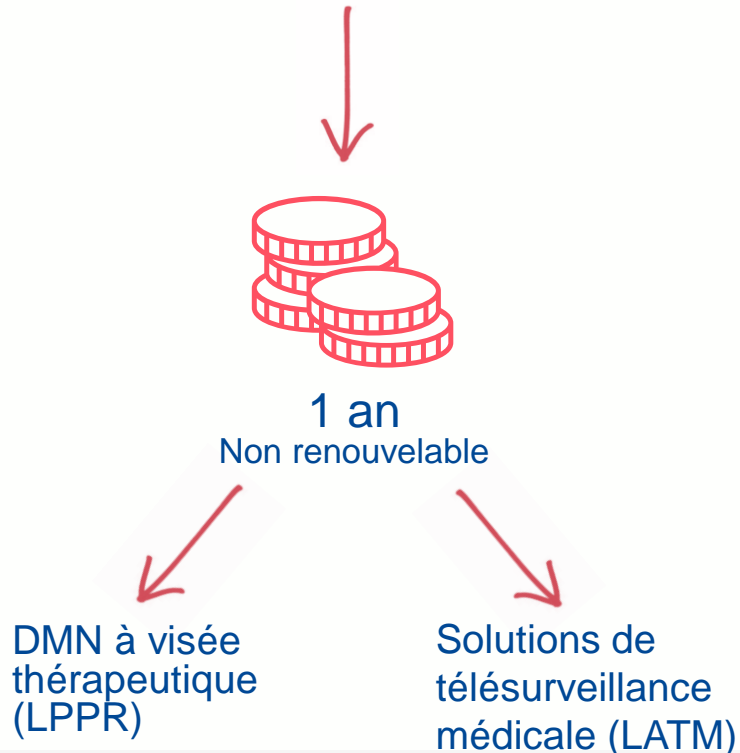 1 an
Non renouvelable
DMN à visée
thérapeutique
(LPPR)
Solutions de
télésurveillance
médicale (LATM)